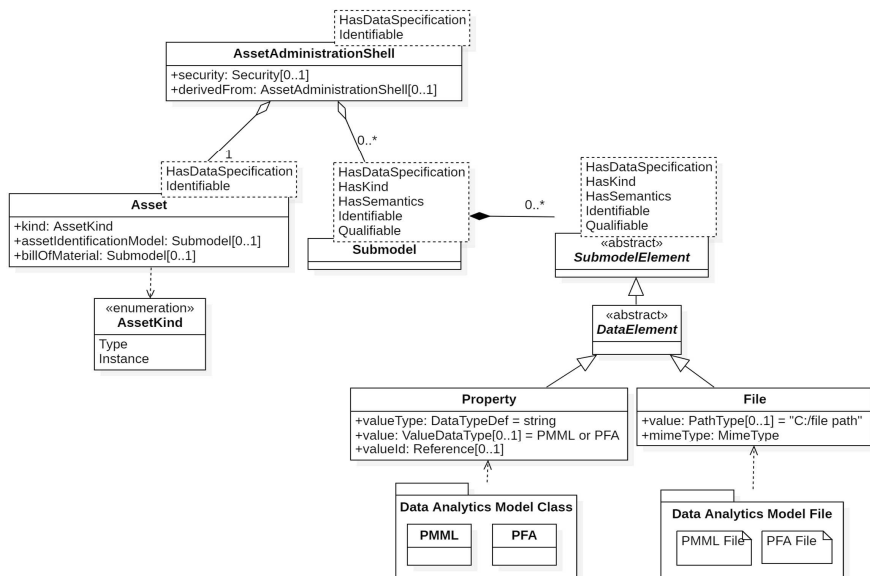 HasDataSpecification
Identifiable
AssetAdministrationShell
+security: Security[0..1]
+derivedFrom: AssetAdministrationShell[0..1]
1
0..*
HasDataSpecification
Identifiable
Asset
+kind: AssetKind
+assetIdentificationModel: Submodel[0..1]
+billOfMaterial: Submodel[0..1]
HasDataSpecification
HasKind
HasSemantics
Identifiable
Qualifiable
Submodel
0..*
HasDataSpecification
HasKind
HasSemantics
Identifiable
Qualifiable
«abstract»
SubmodelElement
«enumeration»
AssetKind
Type
Instance
«abstract»
DataElement
Property
+valueType: DataTypeDef = string
+value: ValueDataType[0..1] = PMML or PFA
+valueId: Reference[0..1]
File
+value: PathType[0..1] = "C:/file path"
+mimeType: MimeType
Data Analytics Model Class
PMML
PFA
Data Analytics Model File
PMML File
PFA File